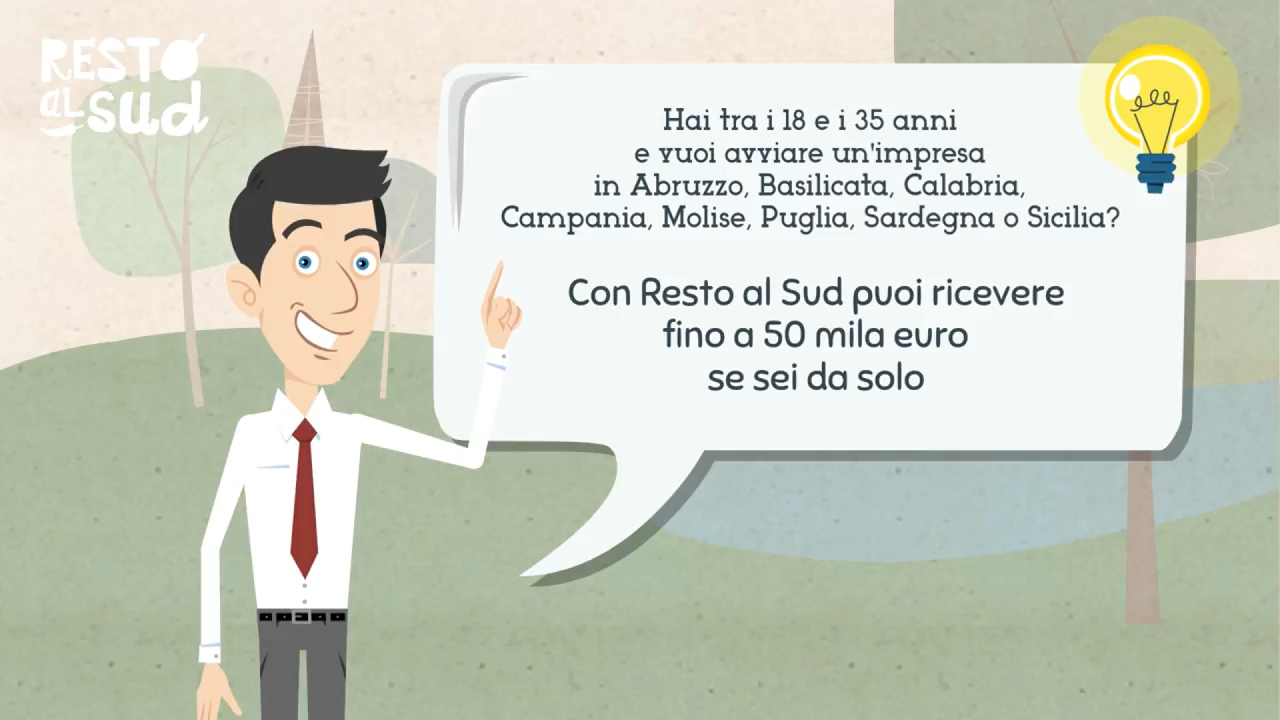 RESTO
al sud
Hai tra i 18 e i 35 anni
e vuoi avviare un'impresa
in Abruzzo, Basilicata, Calabria,
Campania, Molise, Puglia, Sardegna o Sicilia?
Con Resto al Sud puoi ricevere
fino a 50 mila euro
se sei da solo